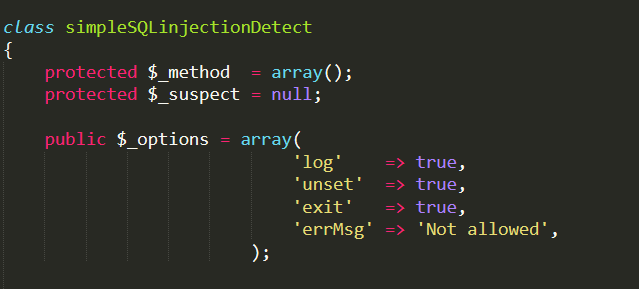 class simpleSQLinjectionDetect
{
protected $_method = array();
protected $_suspect = null;
public $_options = array(
'log' => true,
'unset' => true,
'exit' => true,
'errMsg' => 'Not allowed',
);